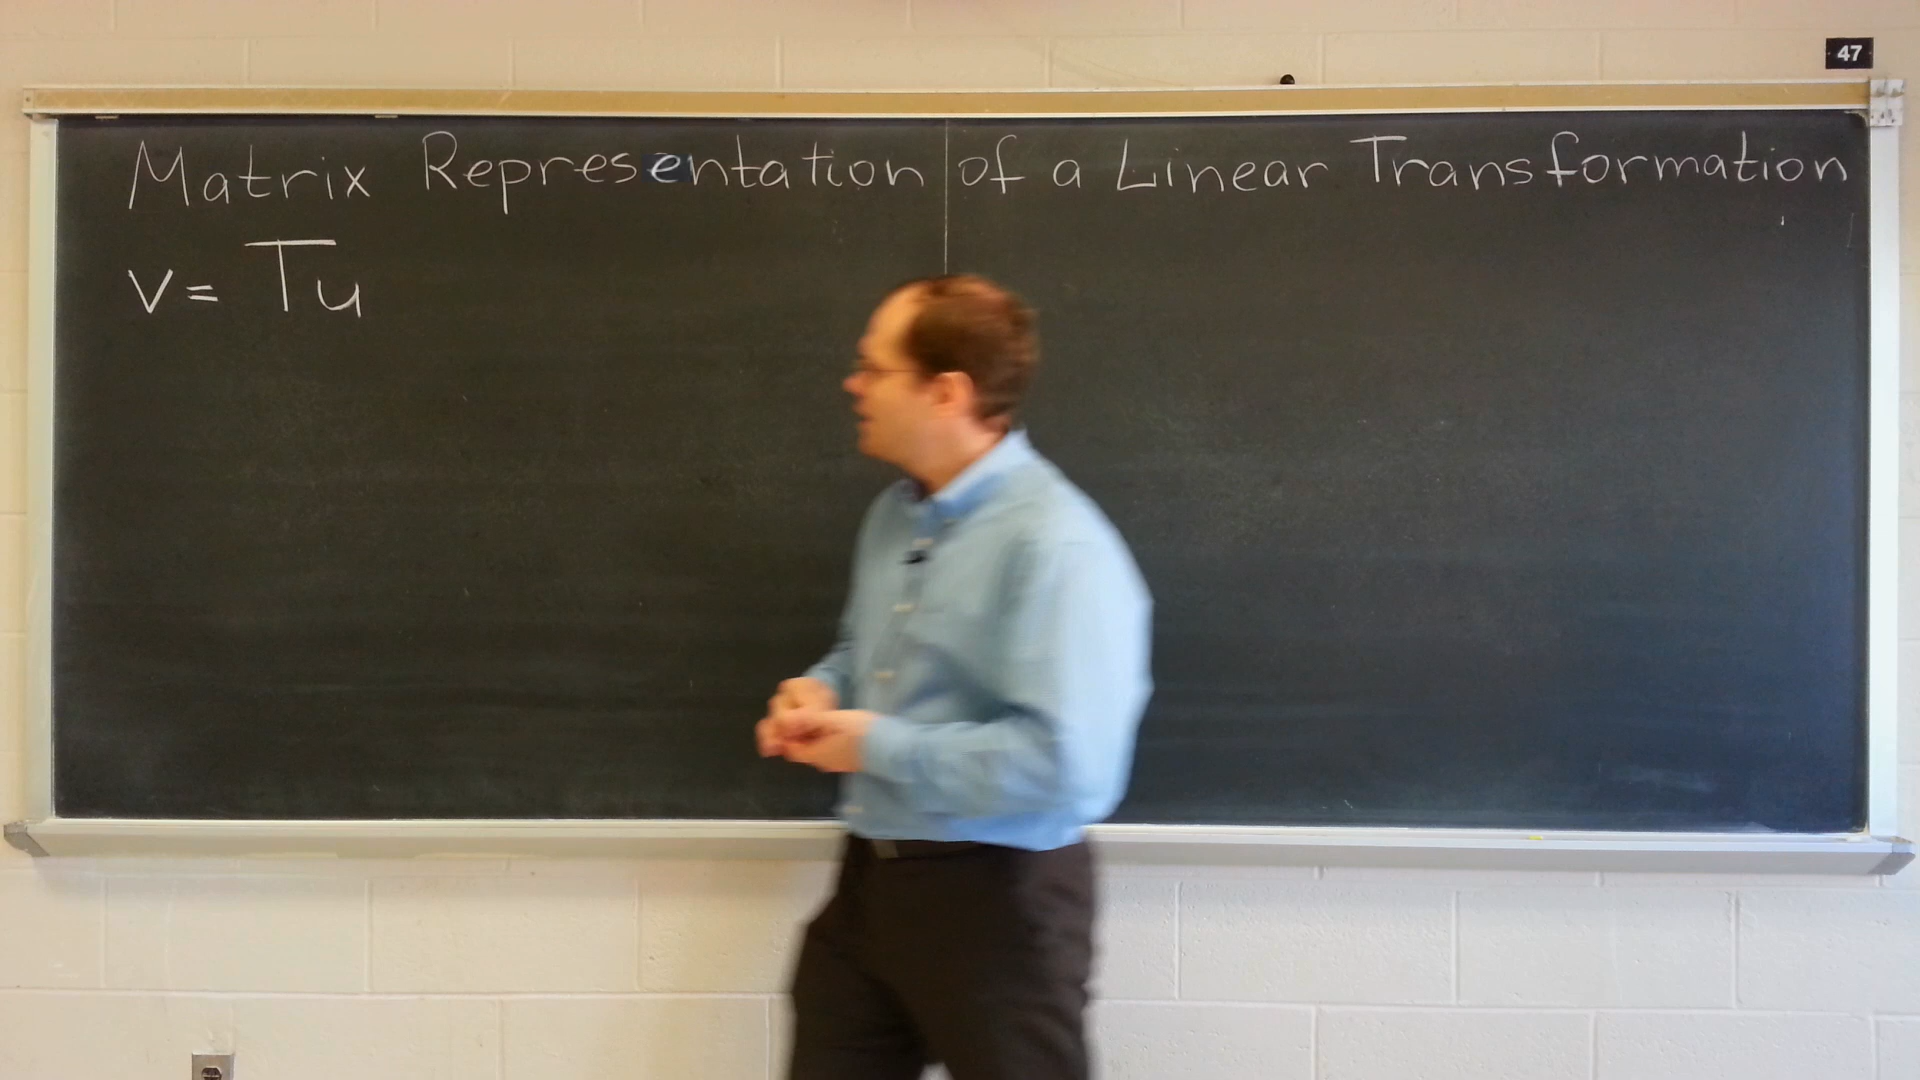 47
Matrix Representation of a Linear Transformation
v = Tu